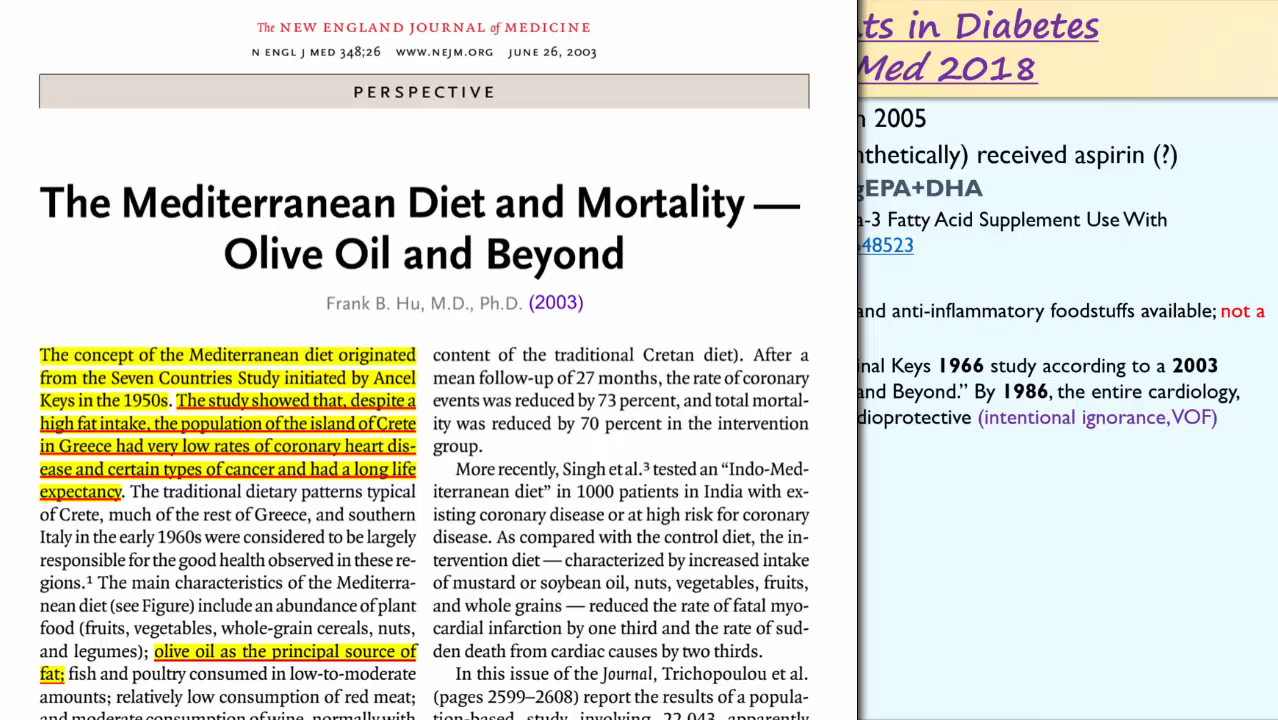 The NEW ENGLAND JOURNAL of MEDICINE
N ENGL J MED 348;26 WWW.NEJM.ORG JUNE 26, 2003
PERSPECTIVE
The Mediterranean Diet and Mortality —
Olive Oil and Beyond
Frank B. Hu, M.D., Ph.D. (2003)
The concept of the Mediterranean diet originated
from the Seven Countries Study initiated by Ancel
Keys in the 1950s. The study showed that, despite a
high fat intake, the population of the island of Crete
in Greece had very low rates of coronary heart dis-
ease and certain types of cancer and had a long life
expectancy. The traditional dietary patterns typical
of Crete, much of the rest of Greece, and southern
Italy in the early 1960s were considered to be largely
responsible for the good health observed in these re-
gions.¹ The main characteristics of the Mediterra-
nean diet (see Figure) include an abundance of plant
food (fruits, vegetables, whole-grain cereals, nuts,
and legumes); olive oil as the principal source of
fat; fish and poultry consumed in low-to-moderate
amounts; relatively low consumption of red meat;
and moderate consumption of wine, normally with
content of the traditional Cretan diet). After a
mean follow-up of 27 months, the rate of coronary
events was reduced by 73 percent, and total mortal-
ity was reduced by 70 percent in the intervention
group.
More recently, Singh et al.³ tested an “Indo-Med-
iterranean diet” in 1000 patients in India with ex-
isting coronary disease or at high risk for coronary
disease. As compared with the control diet, the in-
tervention diet — characterized by increased intake
of mustard or soybean oil, nuts, vegetables, fruits,
and whole grains — reduced the rate of fatal myo-
cardial infarction by one third and the rate of sud-
den death from cardiac causes by two thirds.
In this issue of the Journal, Trichopoulou et al.
(pages 2599–2608) report the results of a popula-
tion-based study involving 22,043 apparently
ts in Diabetes
Med 2018
2005
nthetically) received aspirin (?)
gEPA+DHA
a-3 Fatty Acid Supplement Use With
48523
and anti-inflammatory foodstuffs available; not a
inal Keys 1966 study according to a 2003
and Beyond.” By 1986, the entire cardiology,
dioprotective (intentional ignorance, VOF)